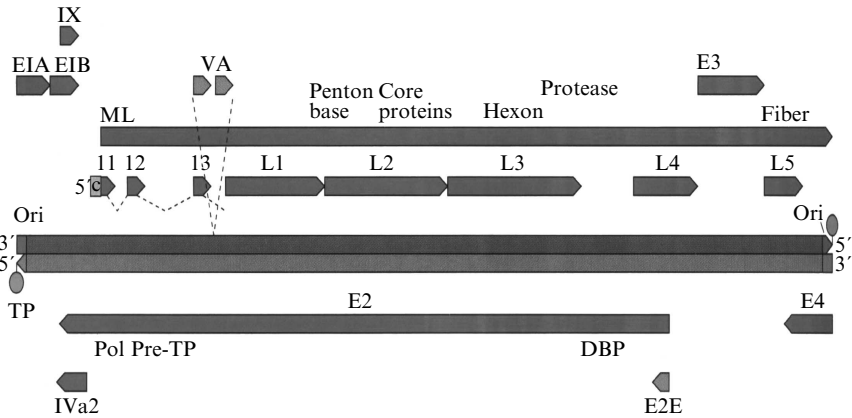 IX
EIA EIB VA E3
Penton Core Protease
base proteins Hexon
ML Fiber
5´ c 11 12 13 L1 L2 L3 L4 L5
Ori Ori
3´ 5´
5´ 3´
TP E2 E4
Pol Pre-TP DBP
IVa2 E2E